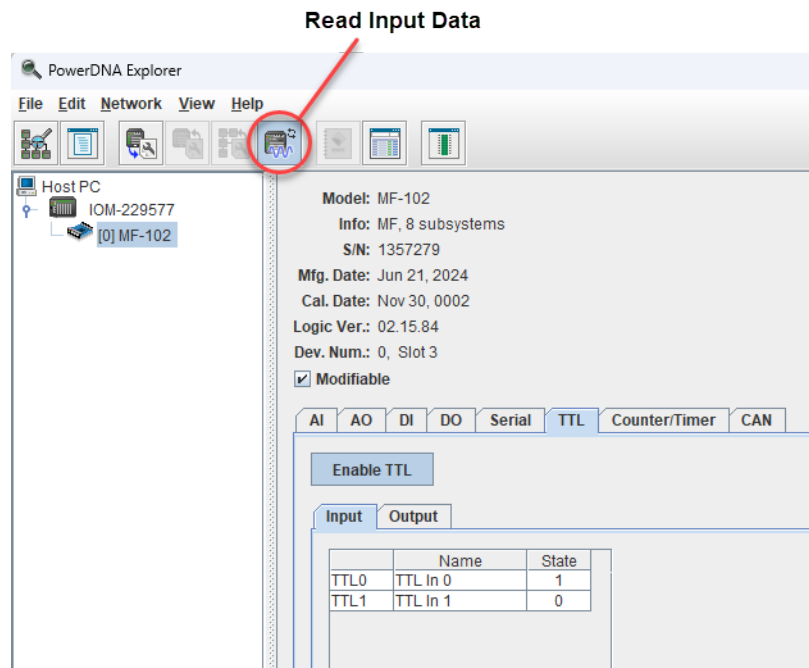 Read Input Data
PowerDNA Explorer
File Edit Network View Help
Host PC
IOM-229577
[0] MF-102
Model: MF-102
Info: MF, 8 subsystems
S/N: 1357279
Mfg. Date: Jun 21, 2024
Cal. Date: Nov 30, 0002
Logic Ver.: 02.15.84
Dev. Num.: 0, Slot 3
Modifiable
AI AO DI DO Serial TTL Counter/Timer CAN
Enable TTL
Input Output
Name State
TTL0 TTL In 0 1
TTL1 TTL In 1 0